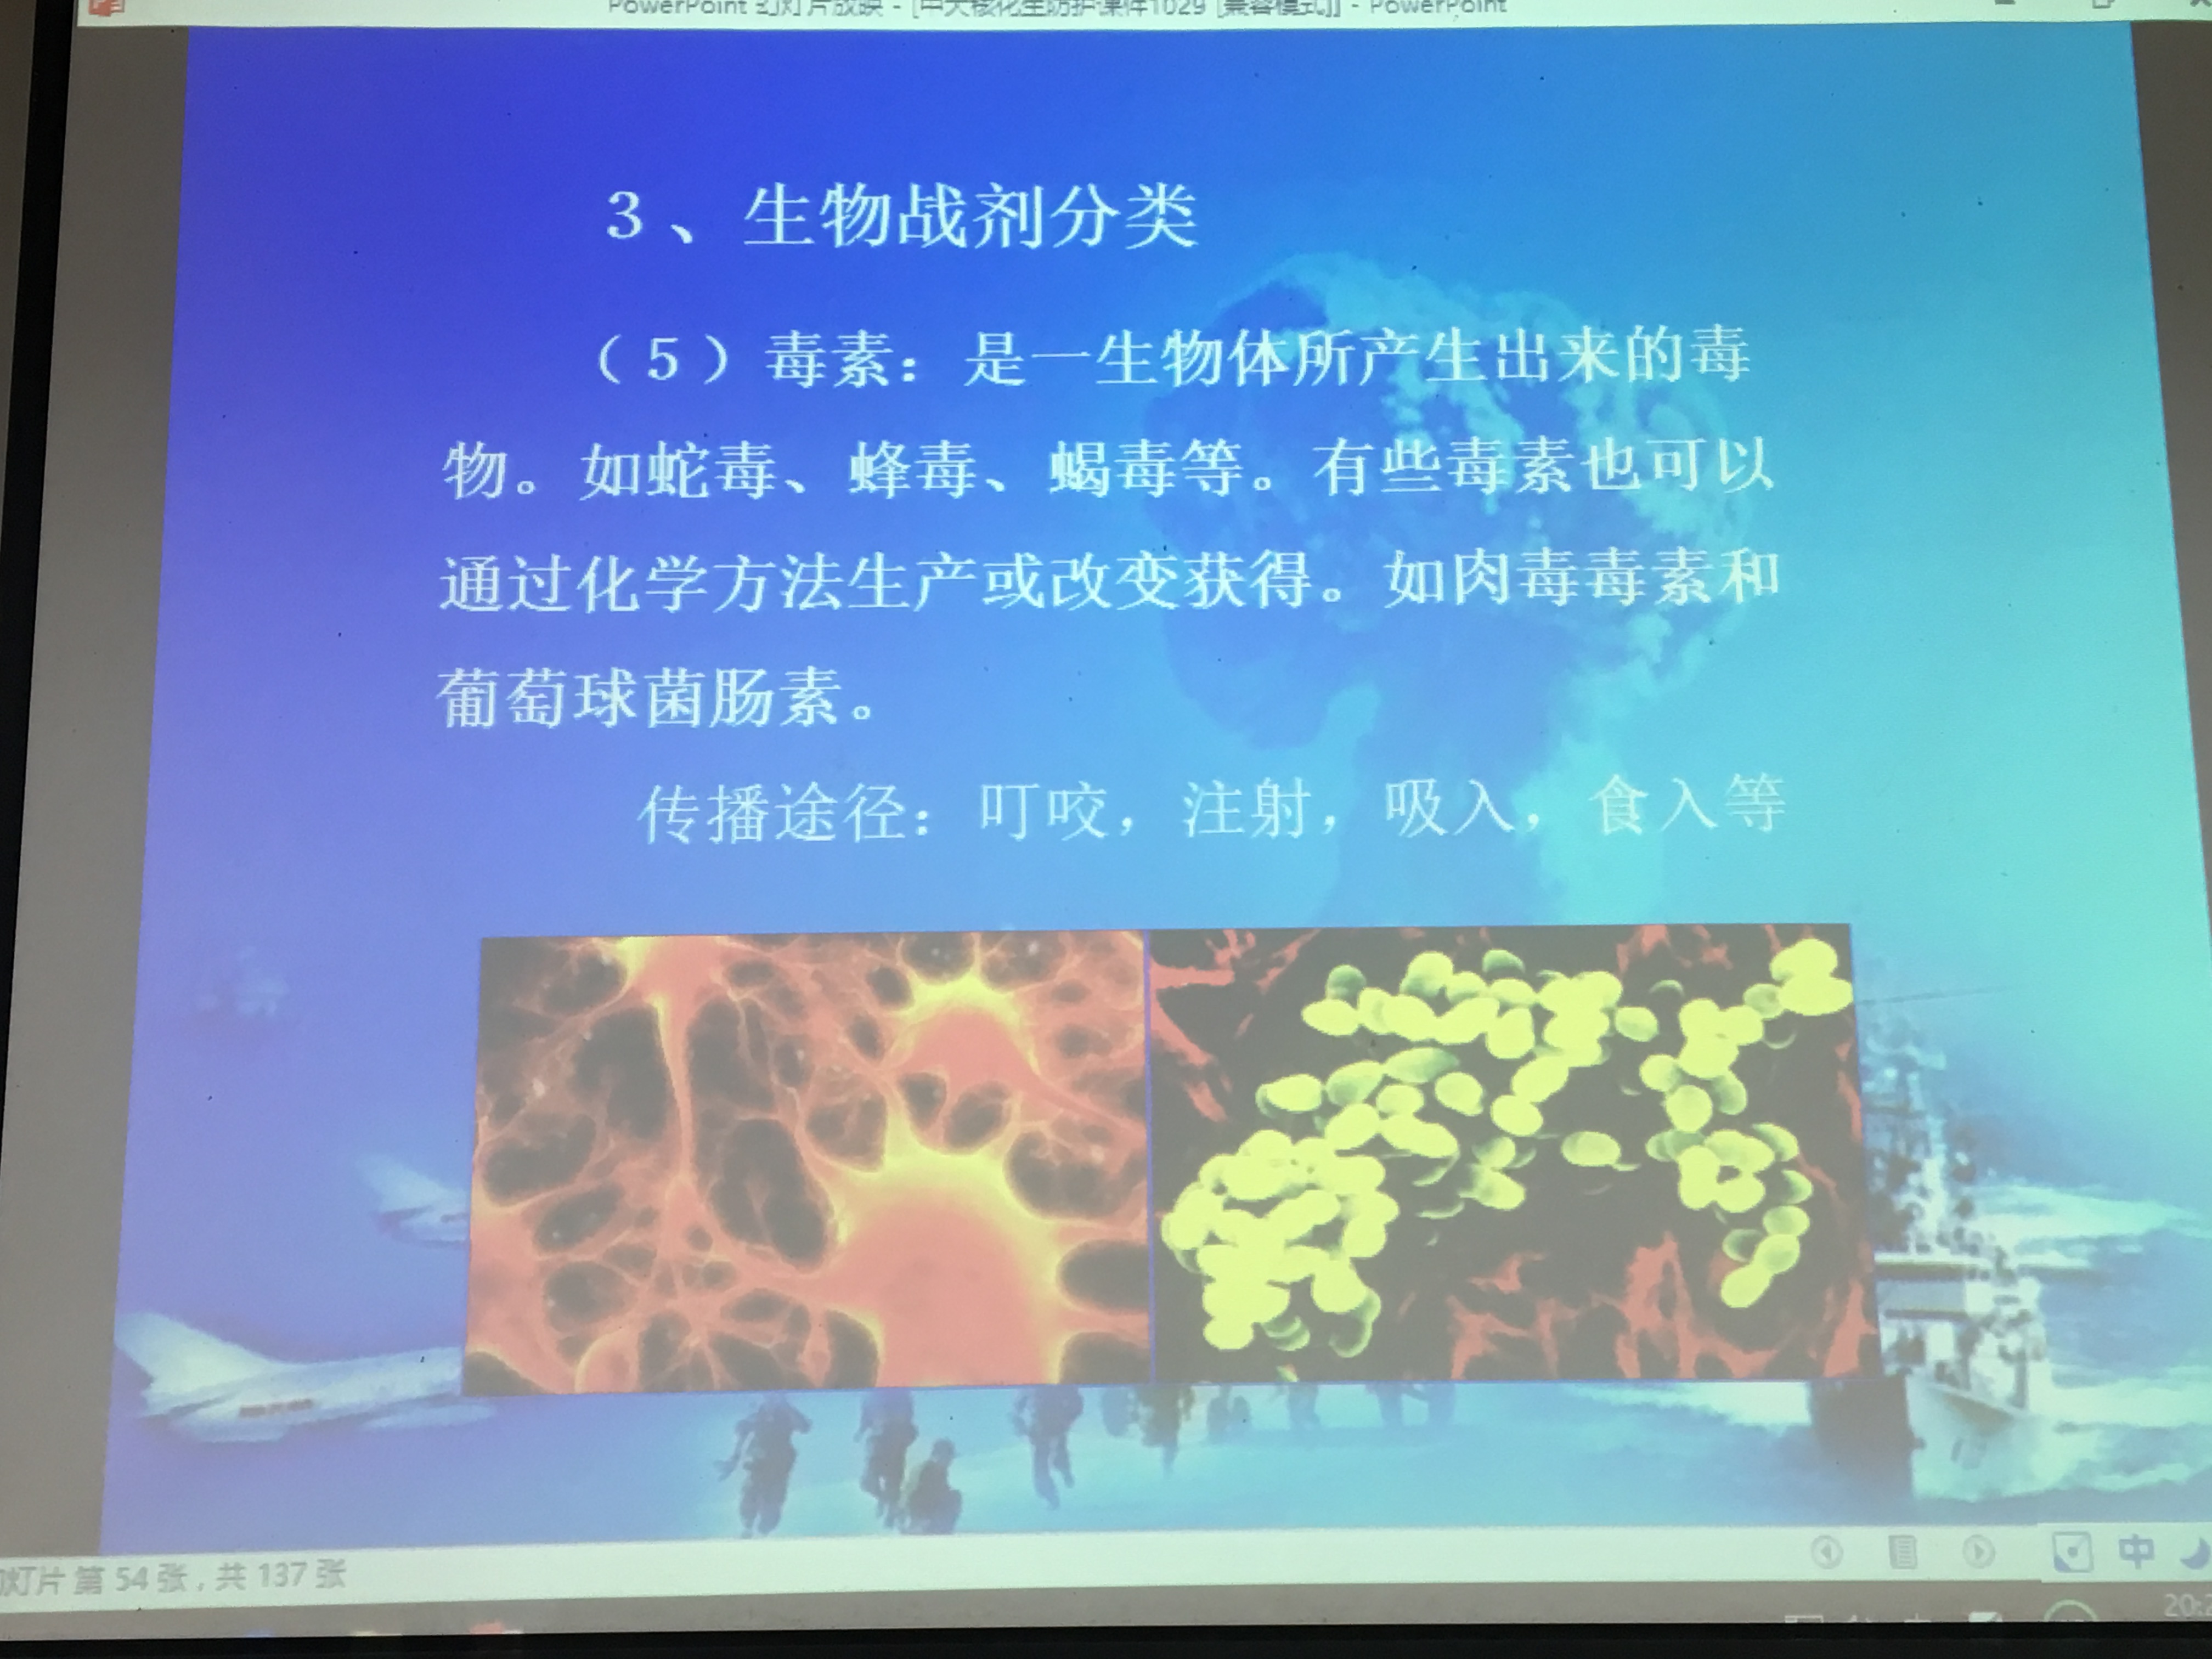 PowerPoint 幻灯片放映 - [中大核化生防护课件1029 [兼容模式]] - PowerPoint
3、生物战剂分类
（5）毒素：是一生物体所产生出来的毒
物。如蛇毒、蜂毒、蝎毒等。有些毒素也可以
通过化学方法生产或改变获得。如肉毒毒素和
葡萄球菌肠素。
传播途径：叮咬，注射，吸入，食入等
灯片 第 54 张，共 137 张
中